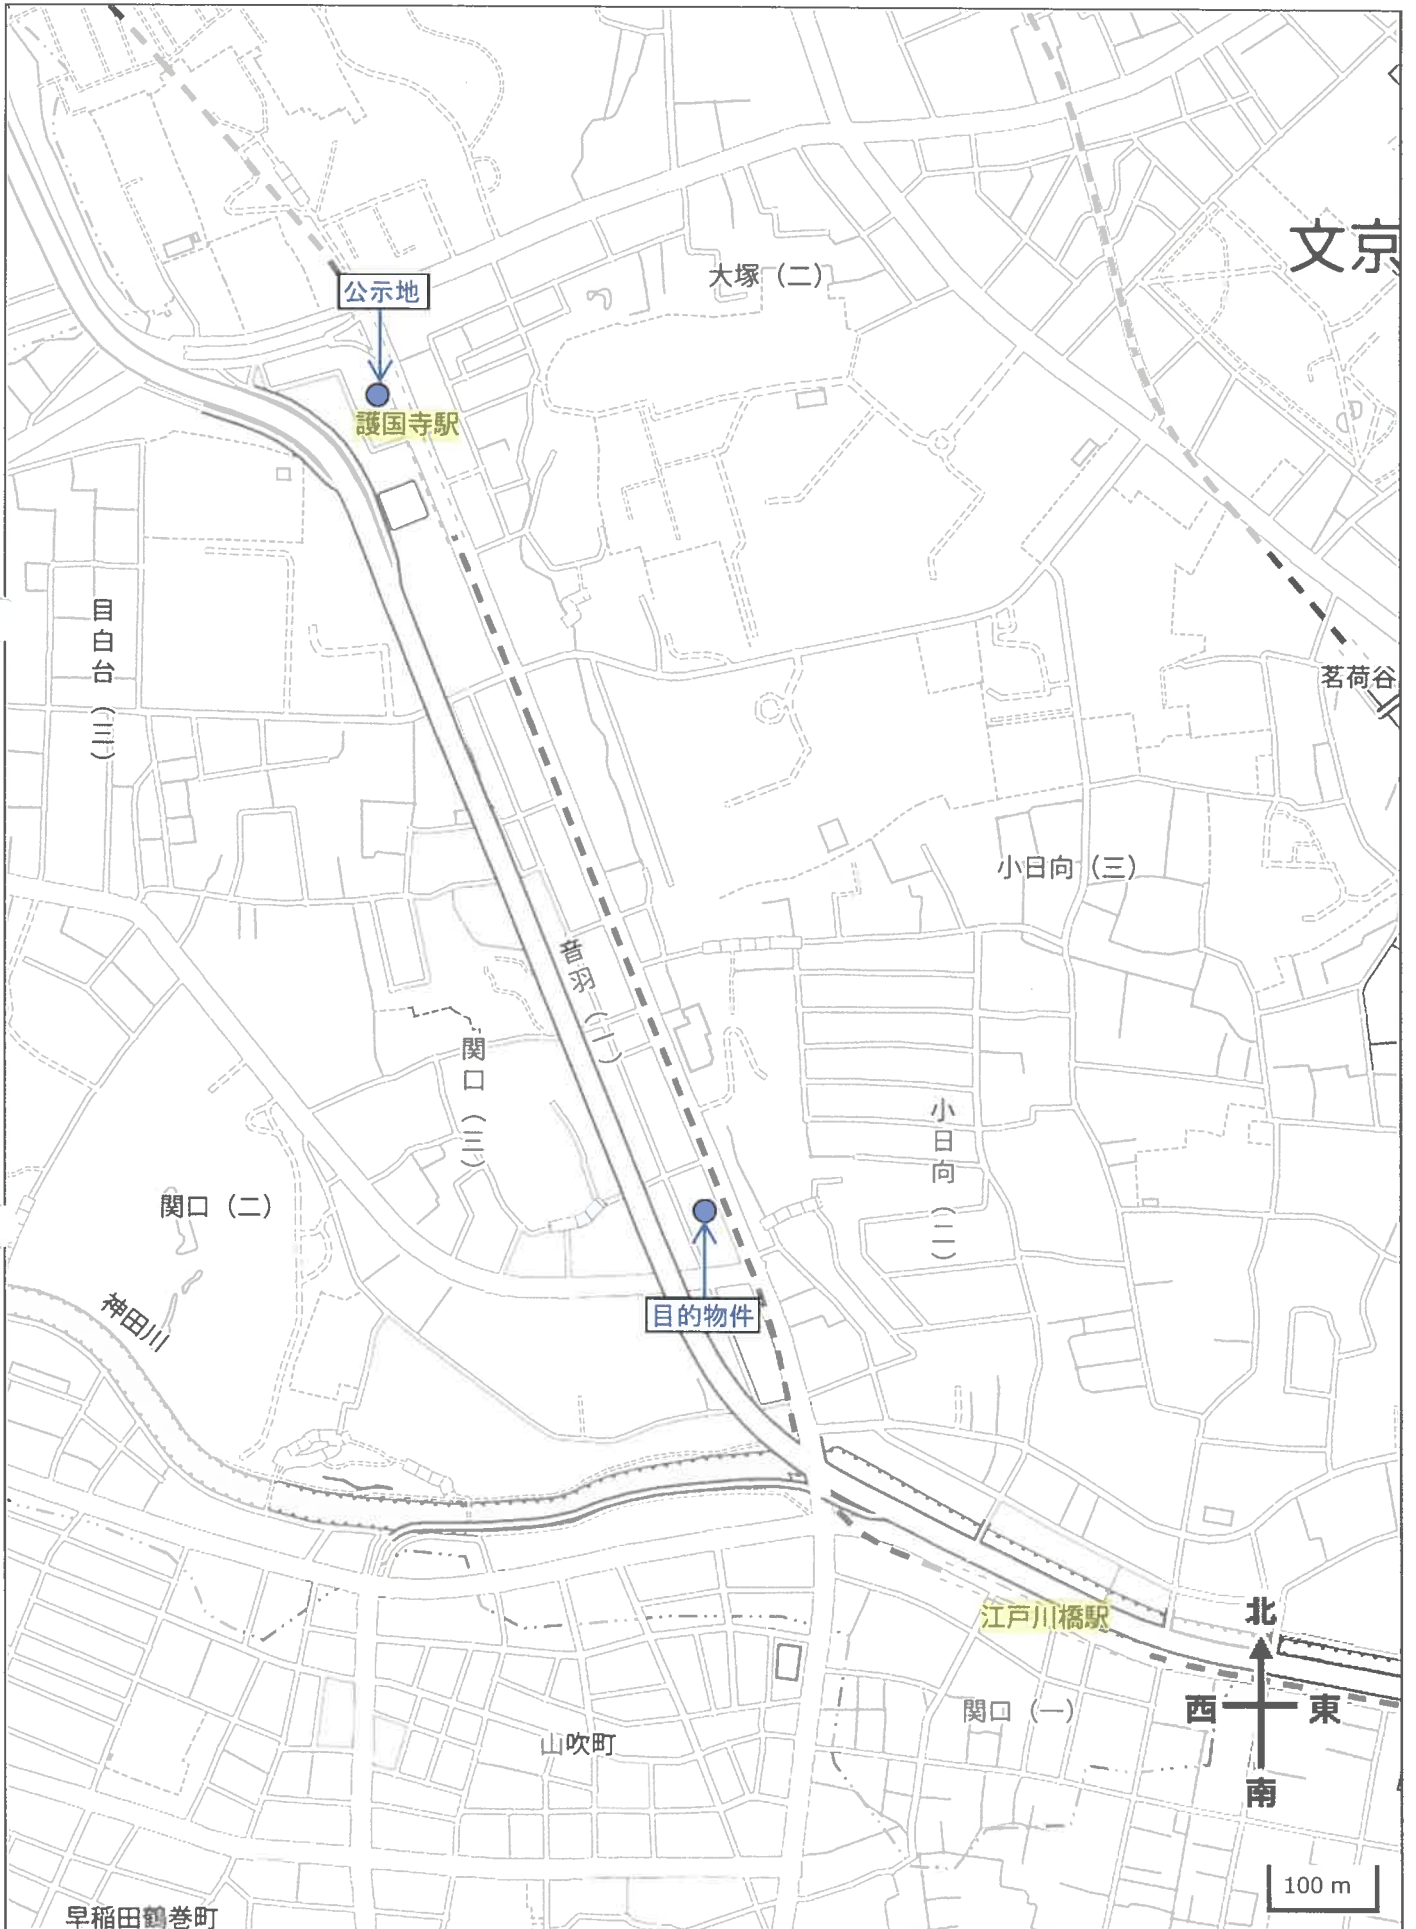 文京
公示地
大塚（二）
護国寺駅
目白台（三）
茗荷谷
小日向（三）
音羽（一）
関口（三）
小日向（二）
関口（二）
神田川
目的物件
江戸川橋駅
北
西
東
南
関口（一）
山吹町
100 m
早稲田鶴巻町